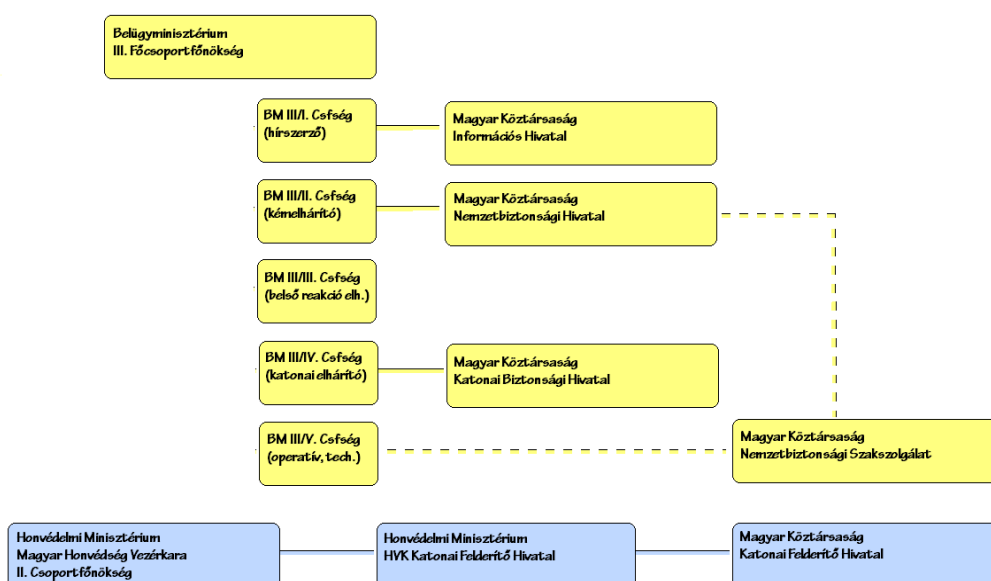 Belügyminisztérium
III. Főcsoportfőnökség
BM III/I. Csfség
(hírszerző)
Magyar Köztársaság
Információs Hivatal
BM III/II. Csfség
(kémelhárító)
Magyar Köztársaság
Nemzetbiztonsági Hivatal
BM III/III. Csfség
(belső reakció elh.)
BM III/IV. Csfség
(katonai elhárító)
Magyar Köztársaság
Katonai Biztonsági Hivatal
BM III/V. Csfség
(operatív, tech.)
Magyar Köztársaság
Nemzetbiztonsági Szakszolgálat
Honvédelmi Minisztérium
Magyar Honvédség Vezérkara
II. Csoportfőnökség
Honvédelmi Minisztérium
HVK Katonai Felderítő Hivatal
Magyar Köztársaság
Katonai Felderítő Hivatal